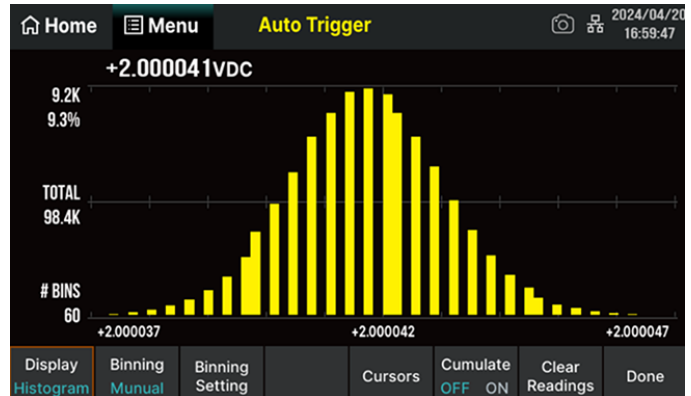 Home Menu Auto Trigger 2024/04/20
16:59:47
+2.000041VDC
9.2K
9.3%
TOTAL
98.4K
# BINS
60
+2.000037 +2.000042 +2.000047
Display Binning Binning Cursors Cumulate Clear Done
Histogram Munual Setting OFF ON Readings